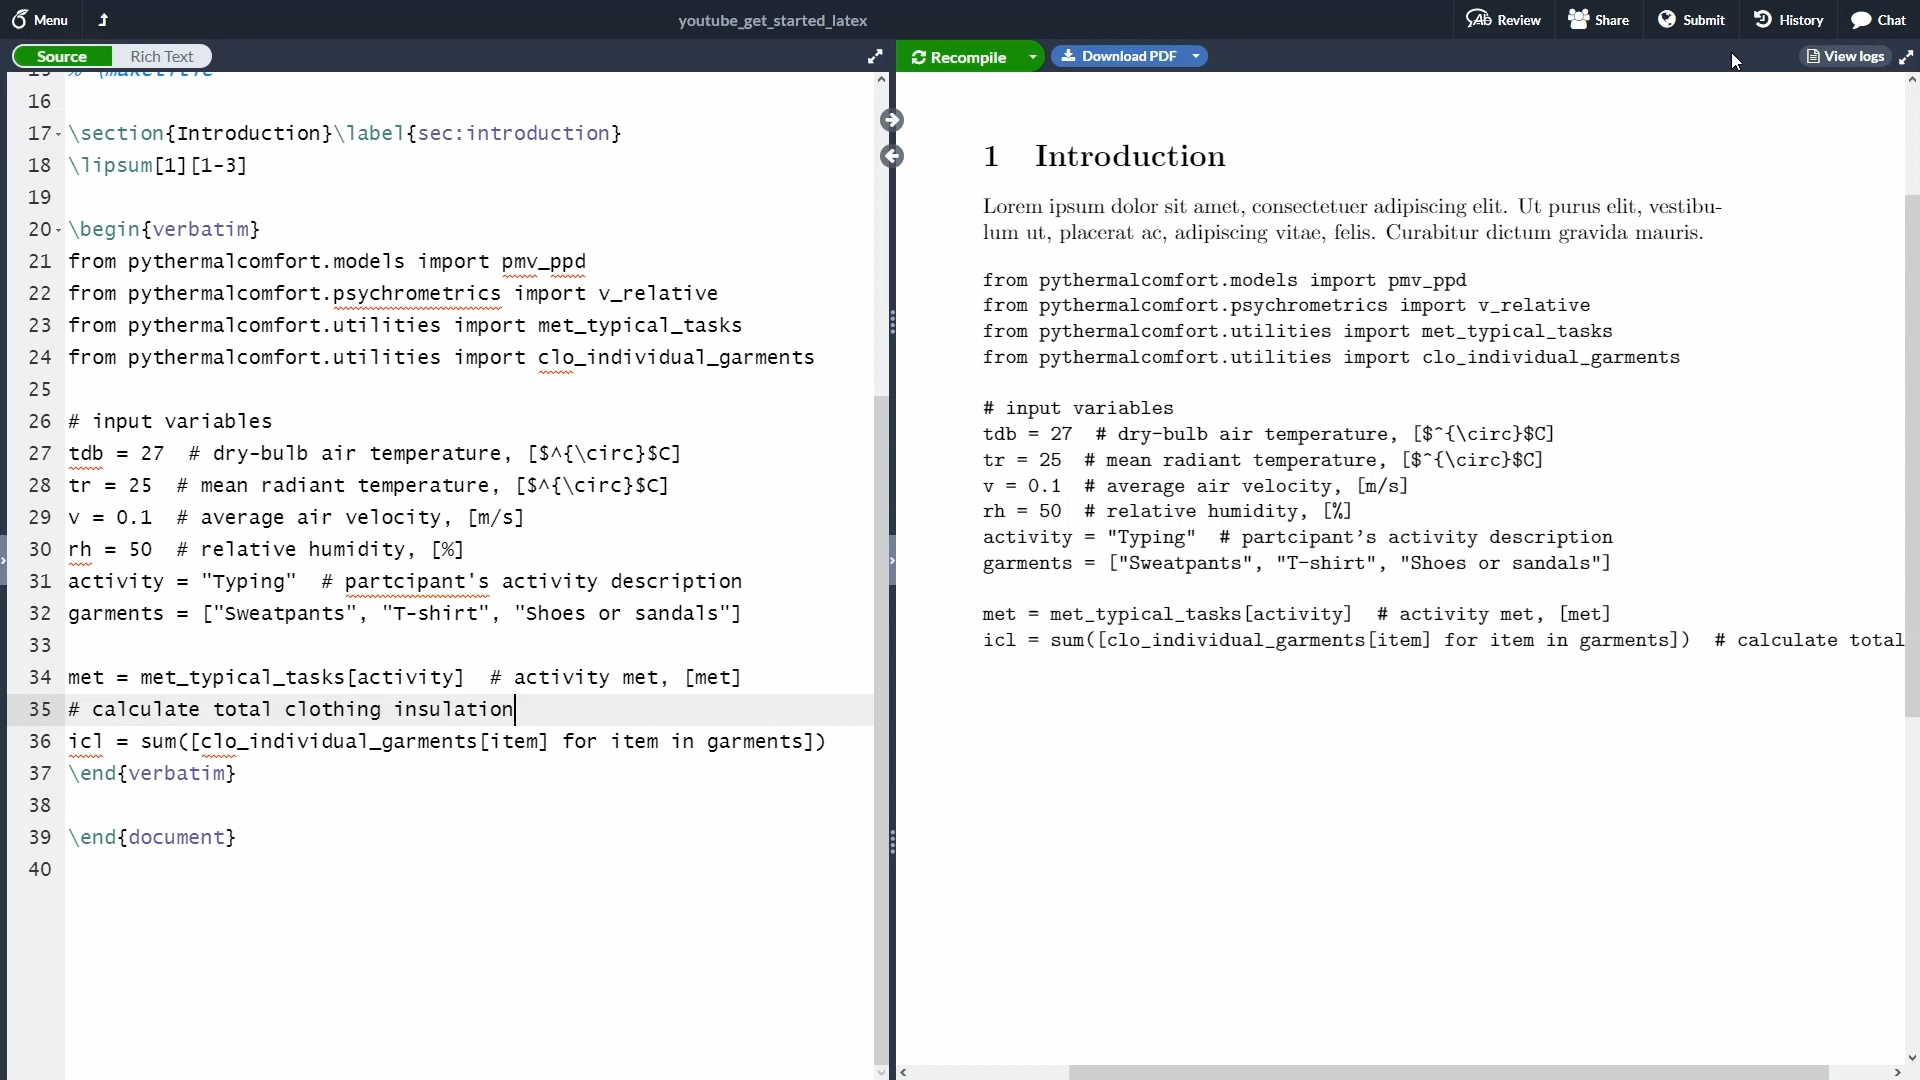 Menu
youtube_get_started_latex
Review
Share
Submit
History
Chat
Source
Rich Text
Recompile
Download PDF
View logs
16
17 \section{Introduction}\label{sec:introduction}
18 \lipsum[1][1-3]
19
20 \begin{verbatim}
21 from pythermalcomfort.models import pmv_ppd
22 from pythermalcomfort.psychrometrics import v_relative
23 from pythermalcomfort.utilities import met_typical_tasks
24 from pythermalcomfort.utilities import clo_individual_garments
25
26 # input variables
27 tdb = 27  # dry-bulb air temperature, [$^{\circ}$C]
28 tr = 25  # mean radiant temperature, [$^{\circ}$C]
29 v = 0.1  # average air velocity, [m/s]
30 rh = 50  # relative humidity, [%]
31 activity = "Typing"  # partcipant's activity description
32 garments = ["Sweatpants", "T-shirt", "Shoes or sandals"]
33
34 met = met_typical_tasks[activity]  # activity met, [met]
35 # calculate total clothing insulation
36 icl = sum([clo_individual_garments[item] for item in garments])
37 \end{verbatim}
38
39 \end{document}
40
1 Introduction
Lorem ipsum dolor sit amet, consectetuer adipiscing elit. Ut purus elit, vestibu-
lum ut, placerat ac, adipiscing vitae, felis. Curabitur dictum gravida mauris.
from pythermalcomfort.models import pmv_ppd
from pythermalcomfort.psychrometrics import v_relative
from pythermalcomfort.utilities import met_typical_tasks
from pythermalcomfort.utilities import clo_individual_garments
# input variables
tdb = 27  # dry-bulb air temperature, [$^{\circ}$C]
tr = 25  # mean radiant temperature, [$^{\circ}$C]
v = 0.1  # average air velocity, [m/s]
rh = 50  # relative humidity, [%]
activity = "Typing"  # partcipant’s activity description
garments = ["Sweatpants", "T-shirt", "Shoes or sandals"]
met = met_typical_tasks[activity]  # activity met, [met]
icl = sum([clo_individual_garments[item] for item in garments])  # calculate total